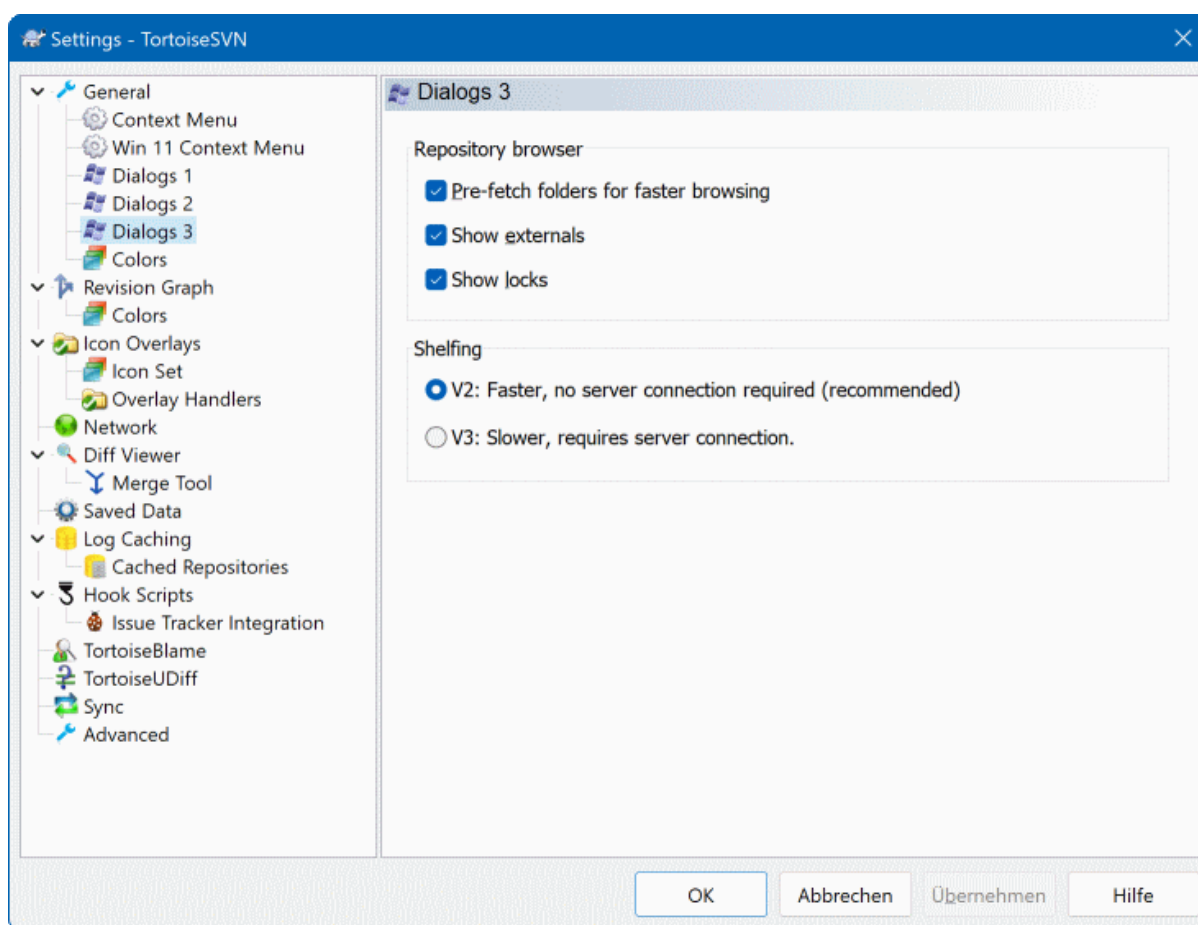 Settings - TortoiseSVN
General
Context Menu
Win 11 Context Menu
Dialogs 1
Dialogs 2
Dialogs 3
Colors
Revision Graph
Colors
Icon Overlays
Icon Set
Overlay Handlers
Network
Diff Viewer
Merge Tool
Saved Data
Log Caching
Cached Repositories
Hook Scripts
Issue Tracker Integration
TortoiseBlame
TortoiseUDiff
Sync
Advanced
Dialogs 3
Repository browser
Pre-fetch folders for faster browsing
Show externals
Show locks
Shelfing
V2: Faster, no server connection required (recommended)
V3: Slower, requires server connection.
OK Abbrechen Übernehmen Hilfe